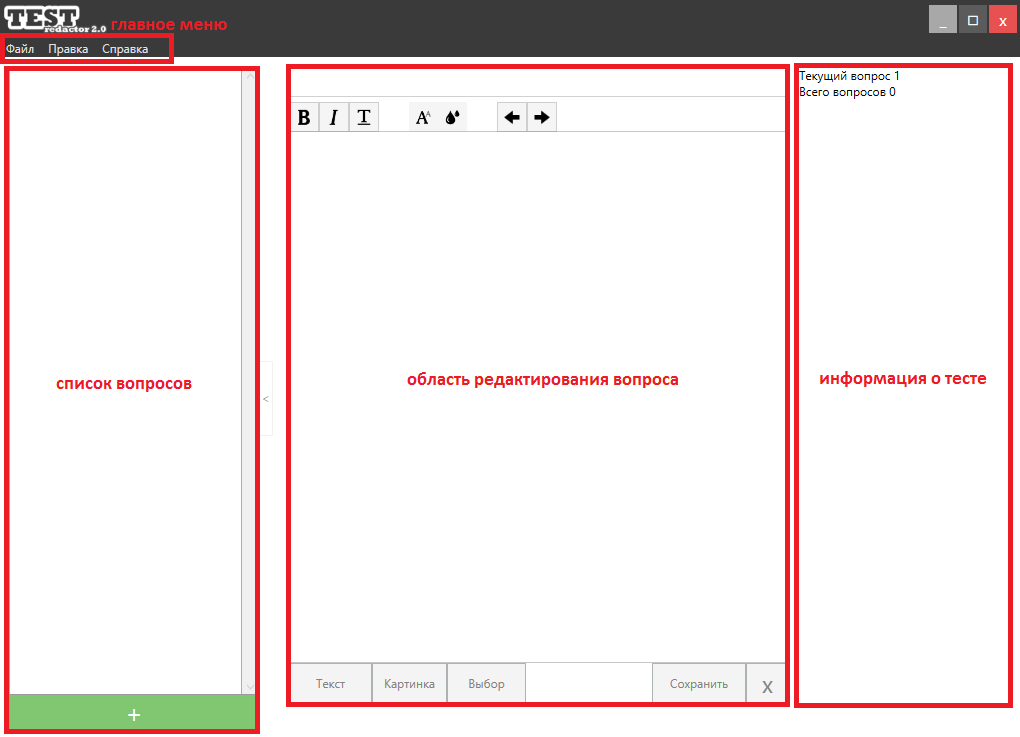 TEST
redactor 2.0
главное меню
_ □ x
Файл Правка Справка
Текущий вопрос 1
Всего вопросов 0
B I T A A
список вопросов
<
область редактирования вопроса
информация о тесте
Текст Картинка Выбор Сохранить X
+